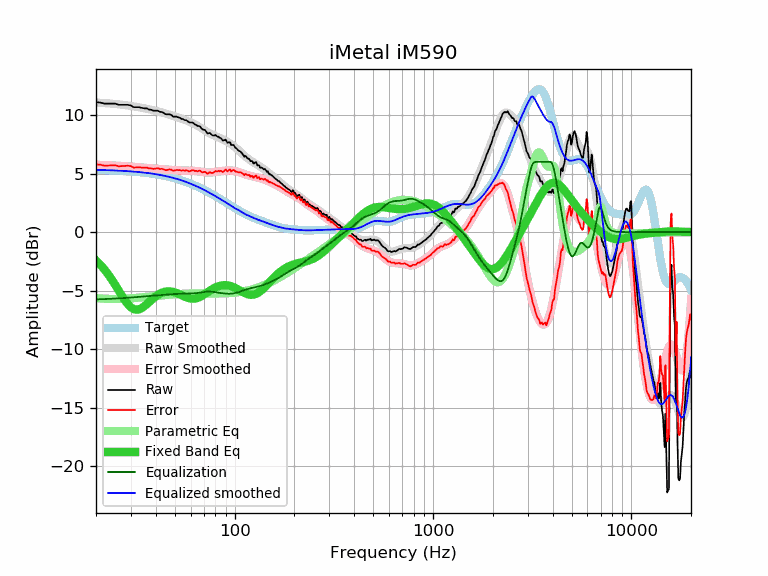 iMetal iM590
Amplitude (dBr)
10
5
0
−5
−10
−15
−20
Target
Raw Smoothed
Error Smoothed
Raw
Error
Parametric Eq
Fixed Band Eq
Equalization
Equalized smoothed
100
1000
10000
Frequency (Hz)